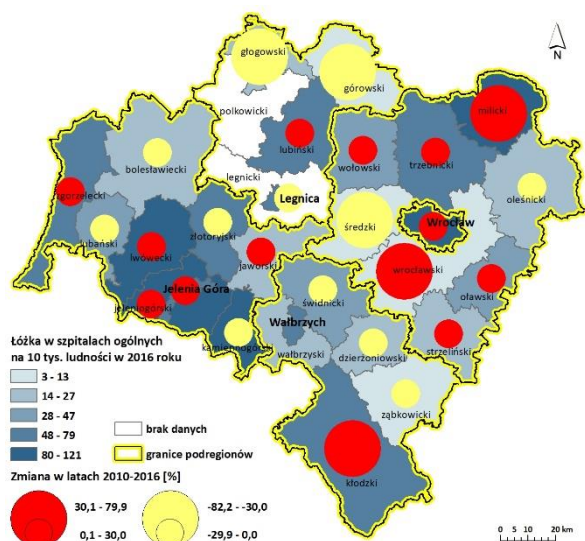 głogowski
górowski
N
polkowicki
milicki
lubiński
legnicki
wołowski
trzebnicki
bolesławiecki
Legnica
oleśnicki
zgorzelecki
średzki
Wrocław
lubański
złotoryjski
lwowecki
jaworski
wrocławski
oławski
Jelenia Góra
jeleniogórski
świdnicki
Wałbrzych
strzeliński
kamiennogórski
wałbrzyski
dzierżoniowski
ząbkowicki
kłodzki
Łóżka w szpitalach ogólnych
na 10 tys. ludności w 2016 roku
3 - 13
14 - 27
28 - 47
48 - 79
80 - 121
brak danych
granice podregionów
Zmiana w latach 2010-2016 [%]
30,1 - 79,9
0,1 - 30,0
-82,2 - -30,0
-29,9 - 0,0
0 5 10 20 km